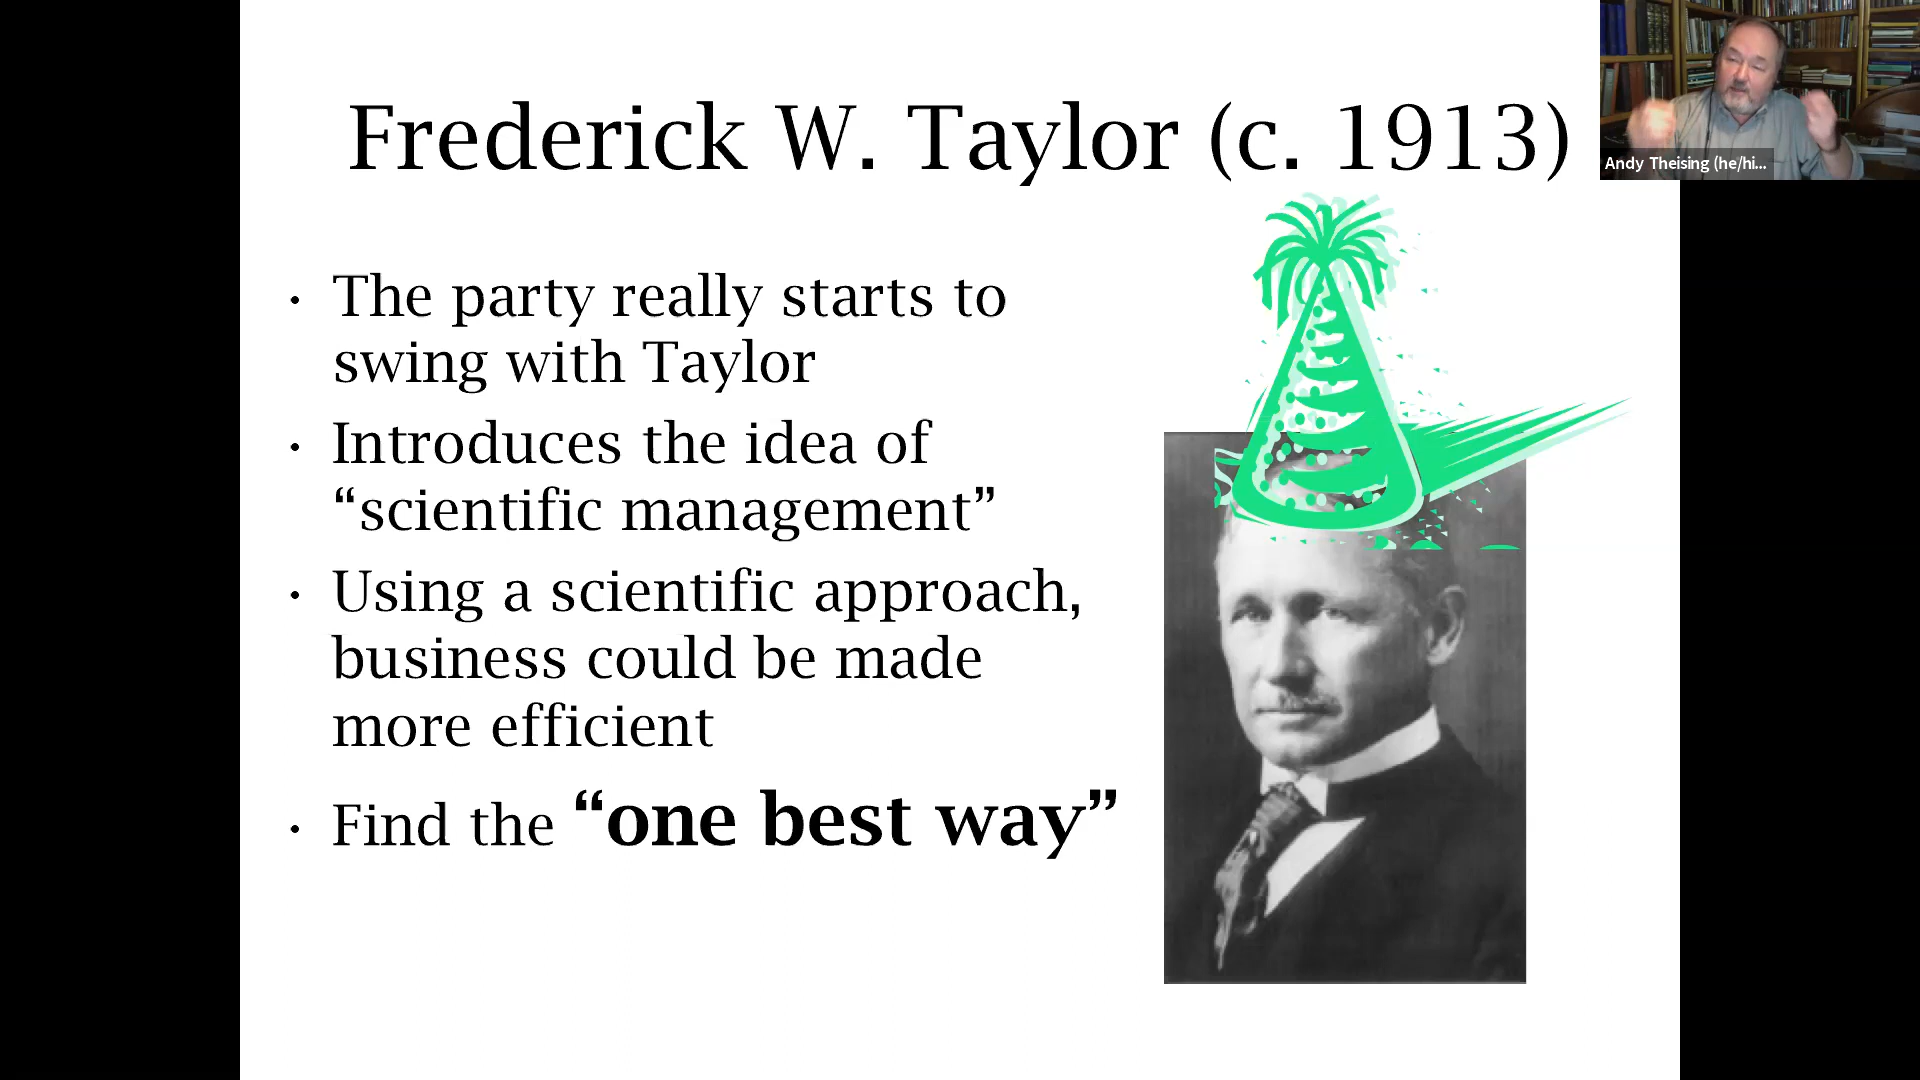 Frederick W. Taylor (c. 1913)
Andy Theising (he/hi...
• The party really starts to
swing with Taylor
• Introduces the idea of
“scientific management”
• Using a scientific approach,
business could be made
more efficient
• Find the “one best way”